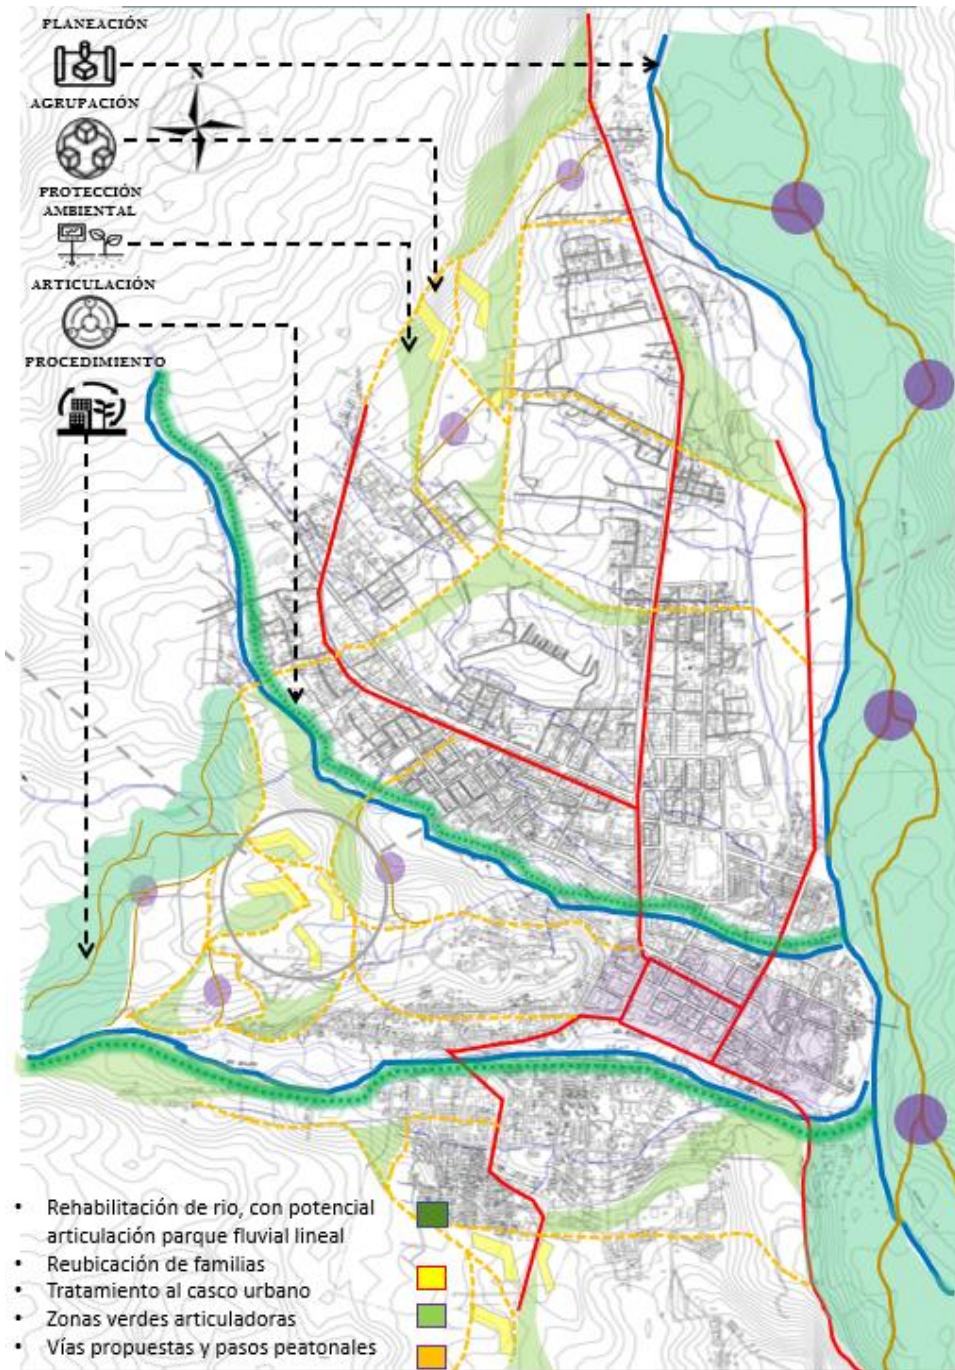 PLANEACIÓN
AGRUPACIÓN
N
PROTECCIÓN
AMBIENTAL
ARTICULACIÓN
PROCEDIMIENTO
• Rehabilitación de rio, con potencial
articulación parque fluvial lineal
• Reubicación de familias
• Tratamiento al casco urbano
• Zonas verdes articuladoras
• Vías propuestas y pasos peatonales